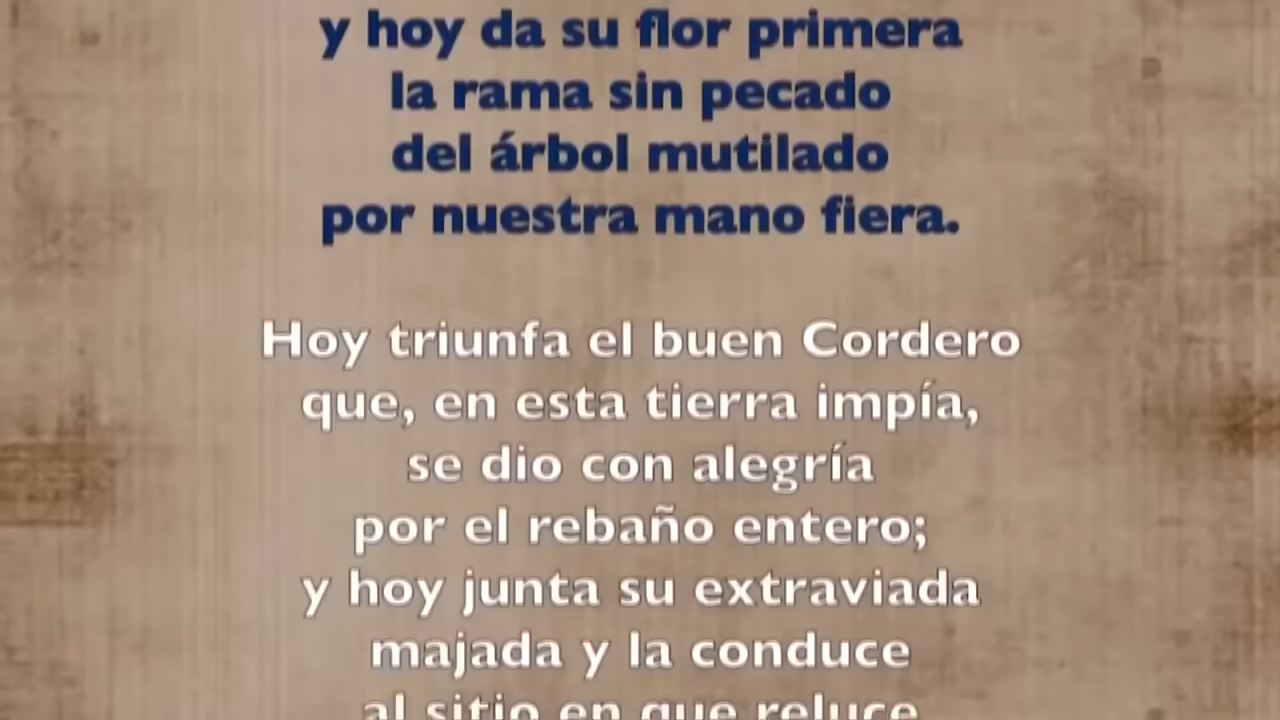 y hoy da su flor primera
la rama sin pecado
del árbol mutilado
por nuestra mano fiera.
Hoy triunfa el buen Cordero
que, en esta tierra impía,
se dio con alegría
por el rebaño entero;
y hoy junta su extraviada
majada y la conduce
al sitio en que reluce